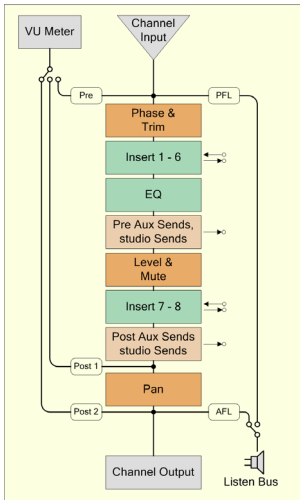 VU Meter
Channel
Input
Pre
PFL
Phase &
Trim
Insert 1 - 6
EQ
Pre Aux Sends,
studio Sends
Level &
Mute
Insert 7 - 8
Post Aux Sends
studio Sends
Post 1
Pan
Post 2
AFL
Channel Output
Listen Bus